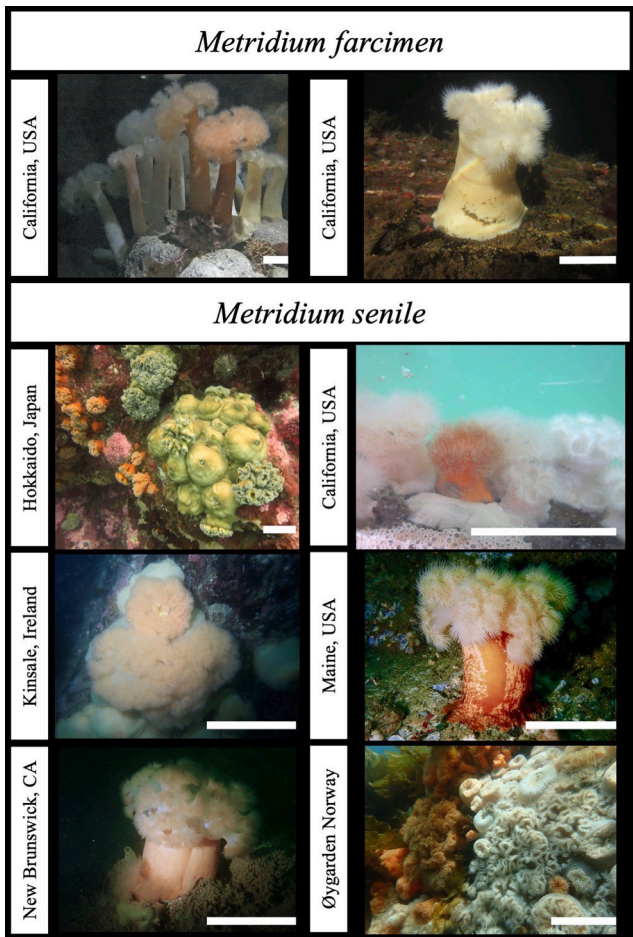 Metridium farcimen
California, USA
California, USA
Metridium senile
Hokkaido, Japan
California, USA
Kinsale, Ireland
Maine, USA
New Brunswick, CA
Øygarden Norway